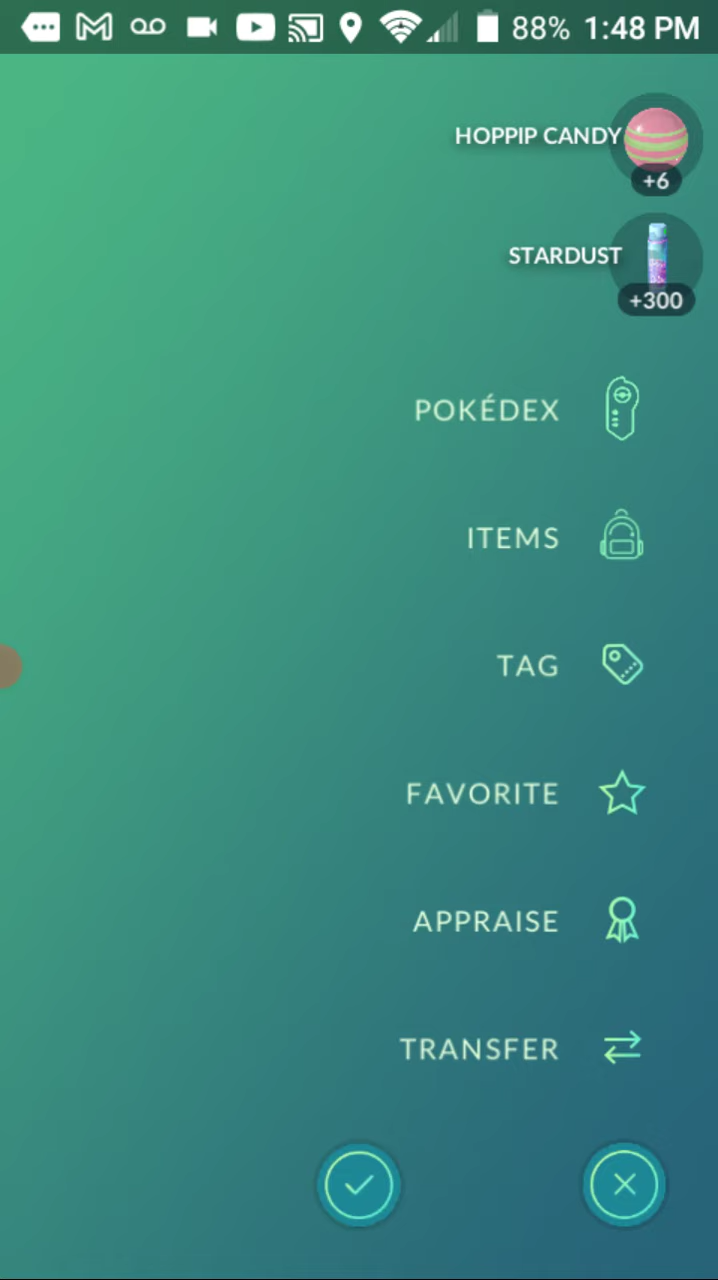 88% 1:48 PM
HOPPIP CANDY
+6
STARDUST
+300
POKÉDEX
ITEMS
TAG
FAVORITE
APPRAISE
TRANSFER